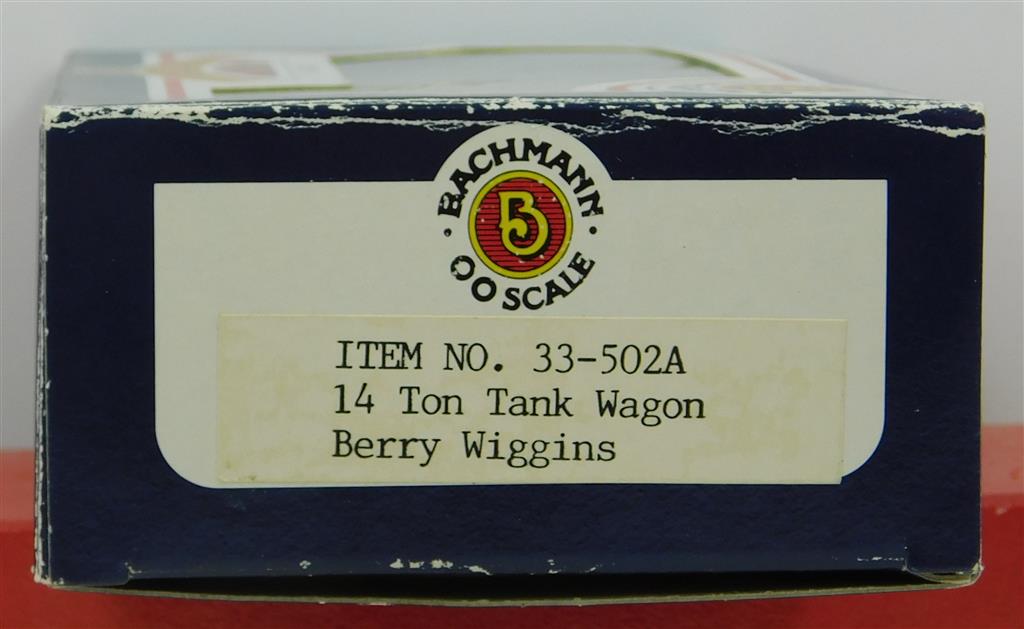 BACHMANN
B
OO SCALE
ITEM NO. 33-502A
14 Ton Tank Wagon
Berry Wiggins